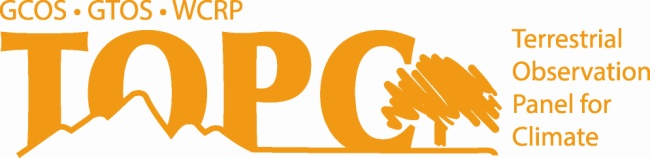 GCOS • GTOS • WCRP
TOPC
Terrestrial
Observation
Panel for
Climate